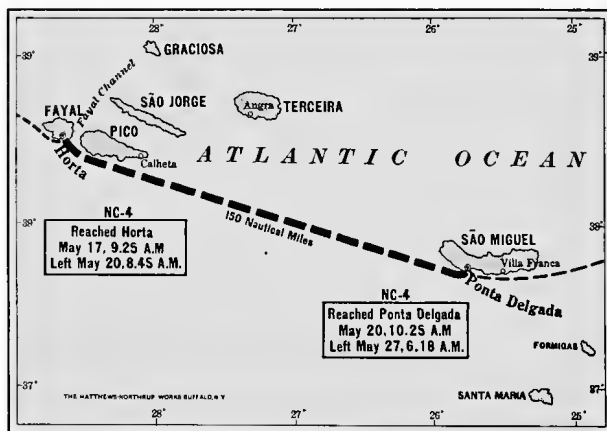 28 27 26 25
39
GRACIOSA
Fayal Channel
39
SÃO JORGE
Angra
TERCEIRA
FAYAL
PICO
Horta
Calheta
ATLANTIC OCEAN
NC-4
Reached Horta
May 17, 9.25 A.M
Left May 20, 8.45 A.M.
150 Nautical Miles
39
38
SÃO MIGUEL
Villa Franca
Ponta Delgada
NC-4
Reached Ponta Delgada
May 20, 10.25 A.M
Left May 27, 6.18 A.M.
FORMIGAS
37
37
SANTA MARIA
THE MATTHEWS-NORTHRUP WORKS BUFFALO, N.Y
28 27 26 25